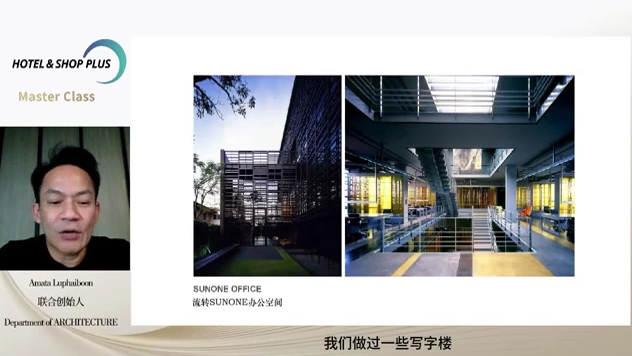 HOTEL & SHOP PLUS
Master Class
Amata Luphaiboon
联合创始人
Department of ARCHITECTURE
SUNONE OFFICE
流转SUNONE办公空间
我们做过一些写字楼